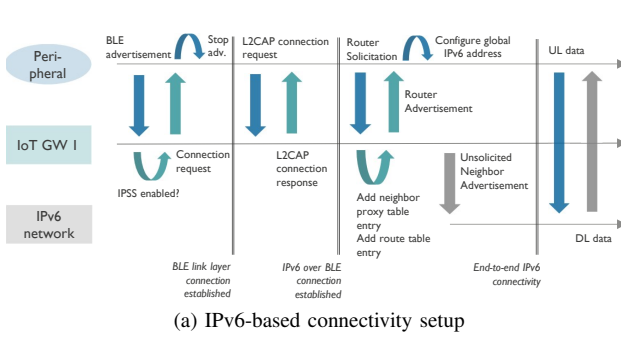 BLE
advertisement
Stop
adv.
L2CAP connection
request
Router
Solicitation
Configure global
IPv6 address
UL data
Peri-
pheral
Router
Advertisement
IoT GW 1
Connection
request
IPSS enabled?
L2CAP
connection
response
Unsolicited
Neighbor
Advertisement
Add neighbor
proxy table
entry
Add route table
entry
IPv6
network
DL data
BLE link layer
connection
established
IPv6 over BLE
connection
established
End-to-end IPv6
connectivity
(a) IPv6-based connectivity setup